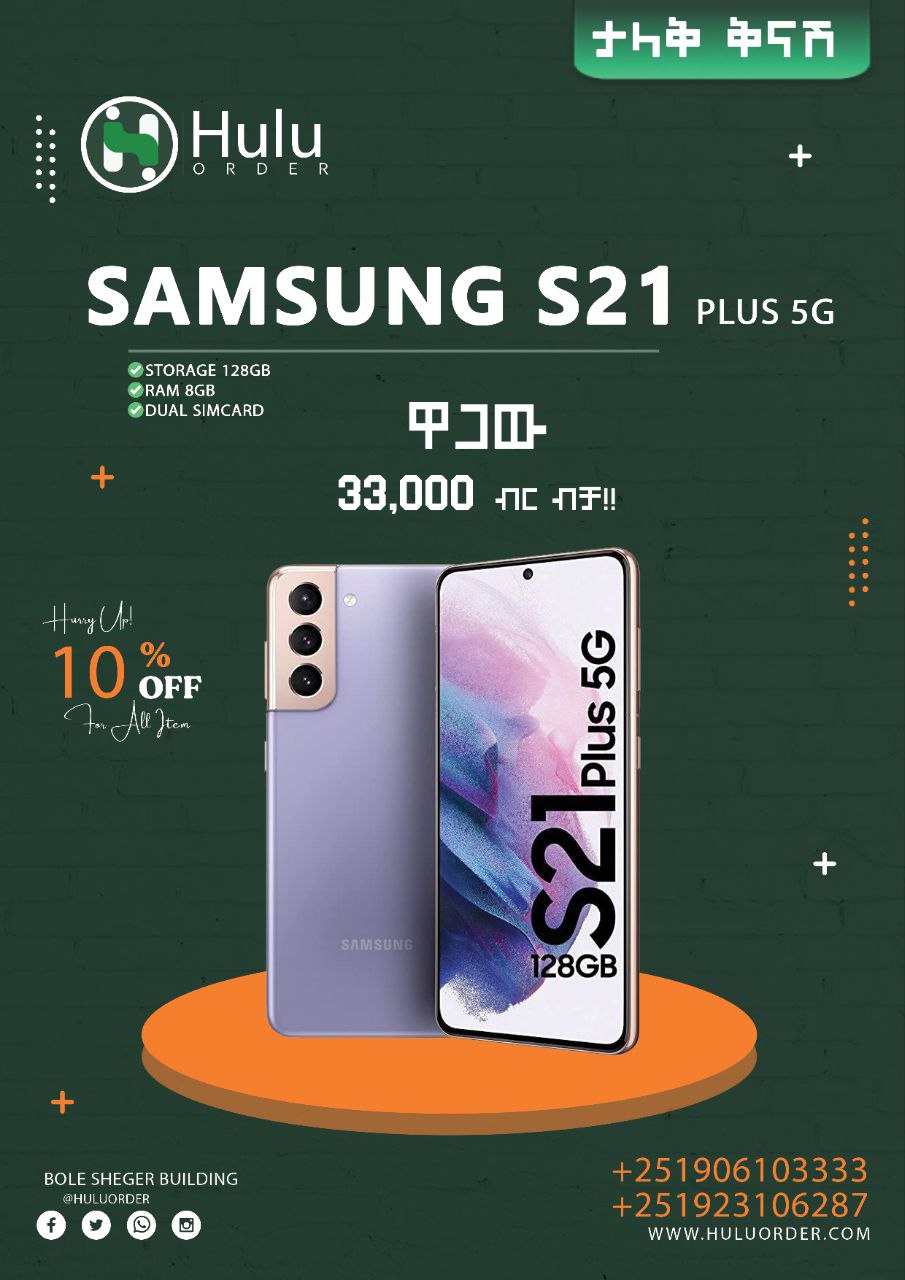 ታላቅ ቅናሽ
Hulu
ORDER
SAMSUNG S21 PLUS 5G
STORAGE 128GB
RAM 8GB
DUAL SIMCARD
ዋጋው
33,000 ብር ብቻ!!
Hurry Up!
10% OFF
For All Item
S21 Plus 5G
128GB
SAMSUNG
BOLE SHEGER BUILDING
@HULUORDER
+251906103333
+251923106287
WWW.HULUORDER.COM